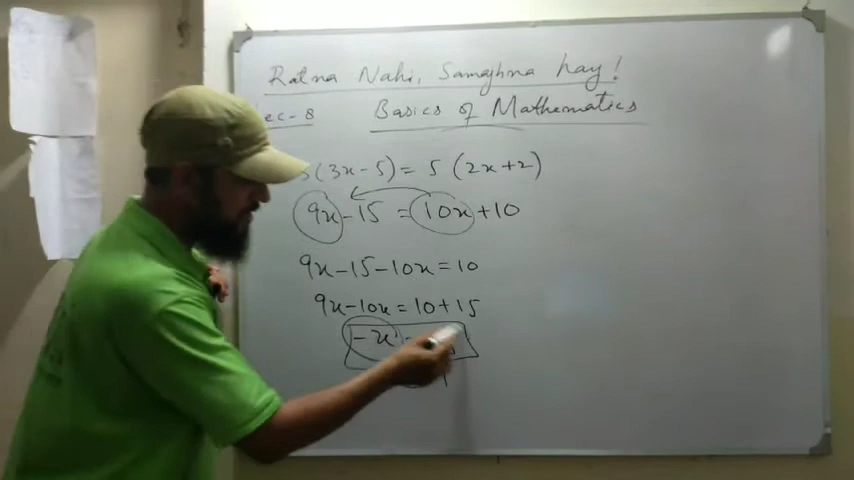 Ratna Nahi, Samajhna hay!
ec-8 Basics of Mathematics
(3x-5) = 5 (2x+2)
9x-15 = 10x+10
9x-15-10x=10
9x-10x=10+15
-x